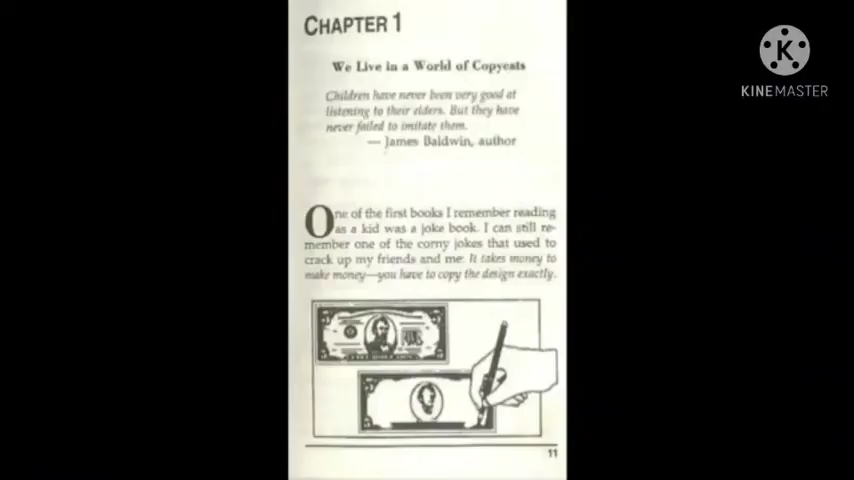 CHAPTER 1
We Live in a World of Copycats
Children have never been very good at
listening to their elders. But they have
never failed to imitate them.
— James Baldwin, author
One of the first books I remember reading
as a kid was a joke book. I can still re-
member one of the corny jokes that used to
crack up my friends and me: It takes money to
make money—you have to copy the design exactly.
11
K
KINEMASTER